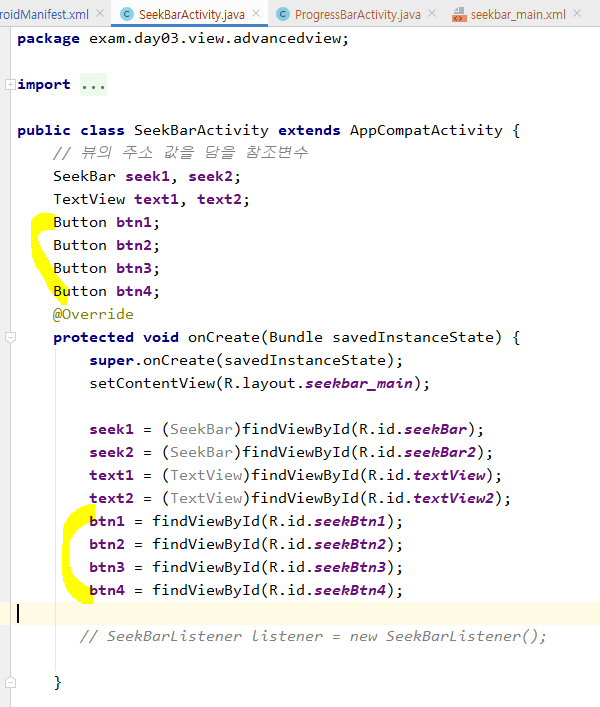 roidManifest.xml SeekBarActivity.java ProgressBarActivity.java seekbar_main.xml
package exam.day03.view.advancedview;
import ...
public class SeekBarActivity extends AppCompatActivity {
// 뷰의 주소 값을 담을 참조변수
SeekBar seek1, seek2;
TextView text1, text2;
Button btn1;
Button btn2;
Button btn3;
Button btn4;
@Override
protected void onCreate(Bundle savedInstanceState) {
super.onCreate(savedInstanceState);
setContentView(R.layout.seekbar_main);
seek1 = (SeekBar)findViewById(R.id.seekBar);
seek2 = (SeekBar)findViewById(R.id.seekBar2);
text1 = (TextView)findViewById(R.id.textView);
text2 = (TextView)findViewById(R.id.textView2);
btn1 = findViewById(R.id.seekBtn1);
btn2 = findViewById(R.id.seekBtn2);
btn3 = findViewById(R.id.seekBtn3);
btn4 = findViewById(R.id.seekBtn4);
// SeekBarListener listener = new SeekBarListener();
}